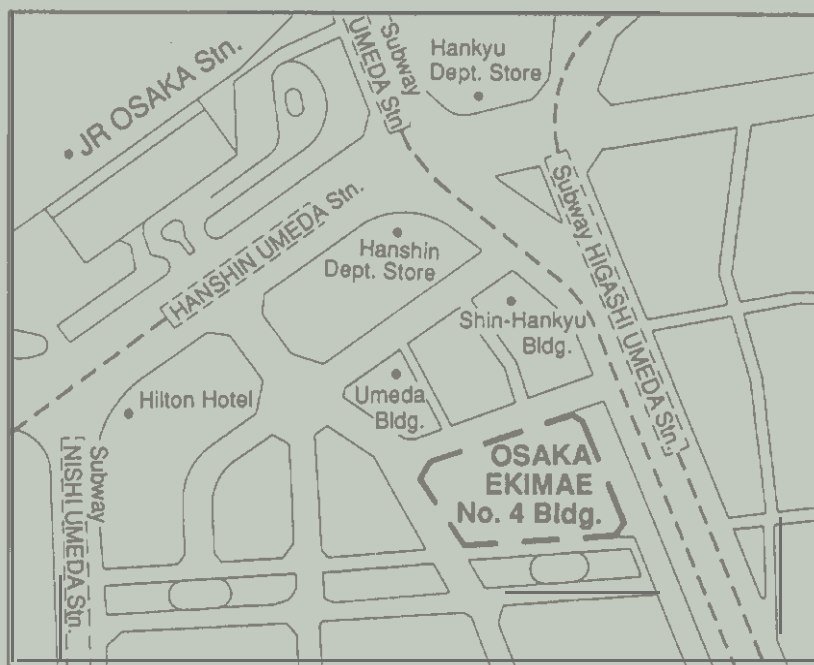 JR OSAKA Stn.
Subway
UMEDA Stn.
Hankyu
Dept. Store
HANSHIN UMEDA Stn.
Hanshin
Dept. Store
Subway HIGASHI UMEDA Stn.
Shin-Hankyu
Bldg.
Hilton Hotel
Umeda
Bldg.
Subway
NISHI UMEDA Stn.
OSAKA
EKIMAE
No. 4 Bldg.